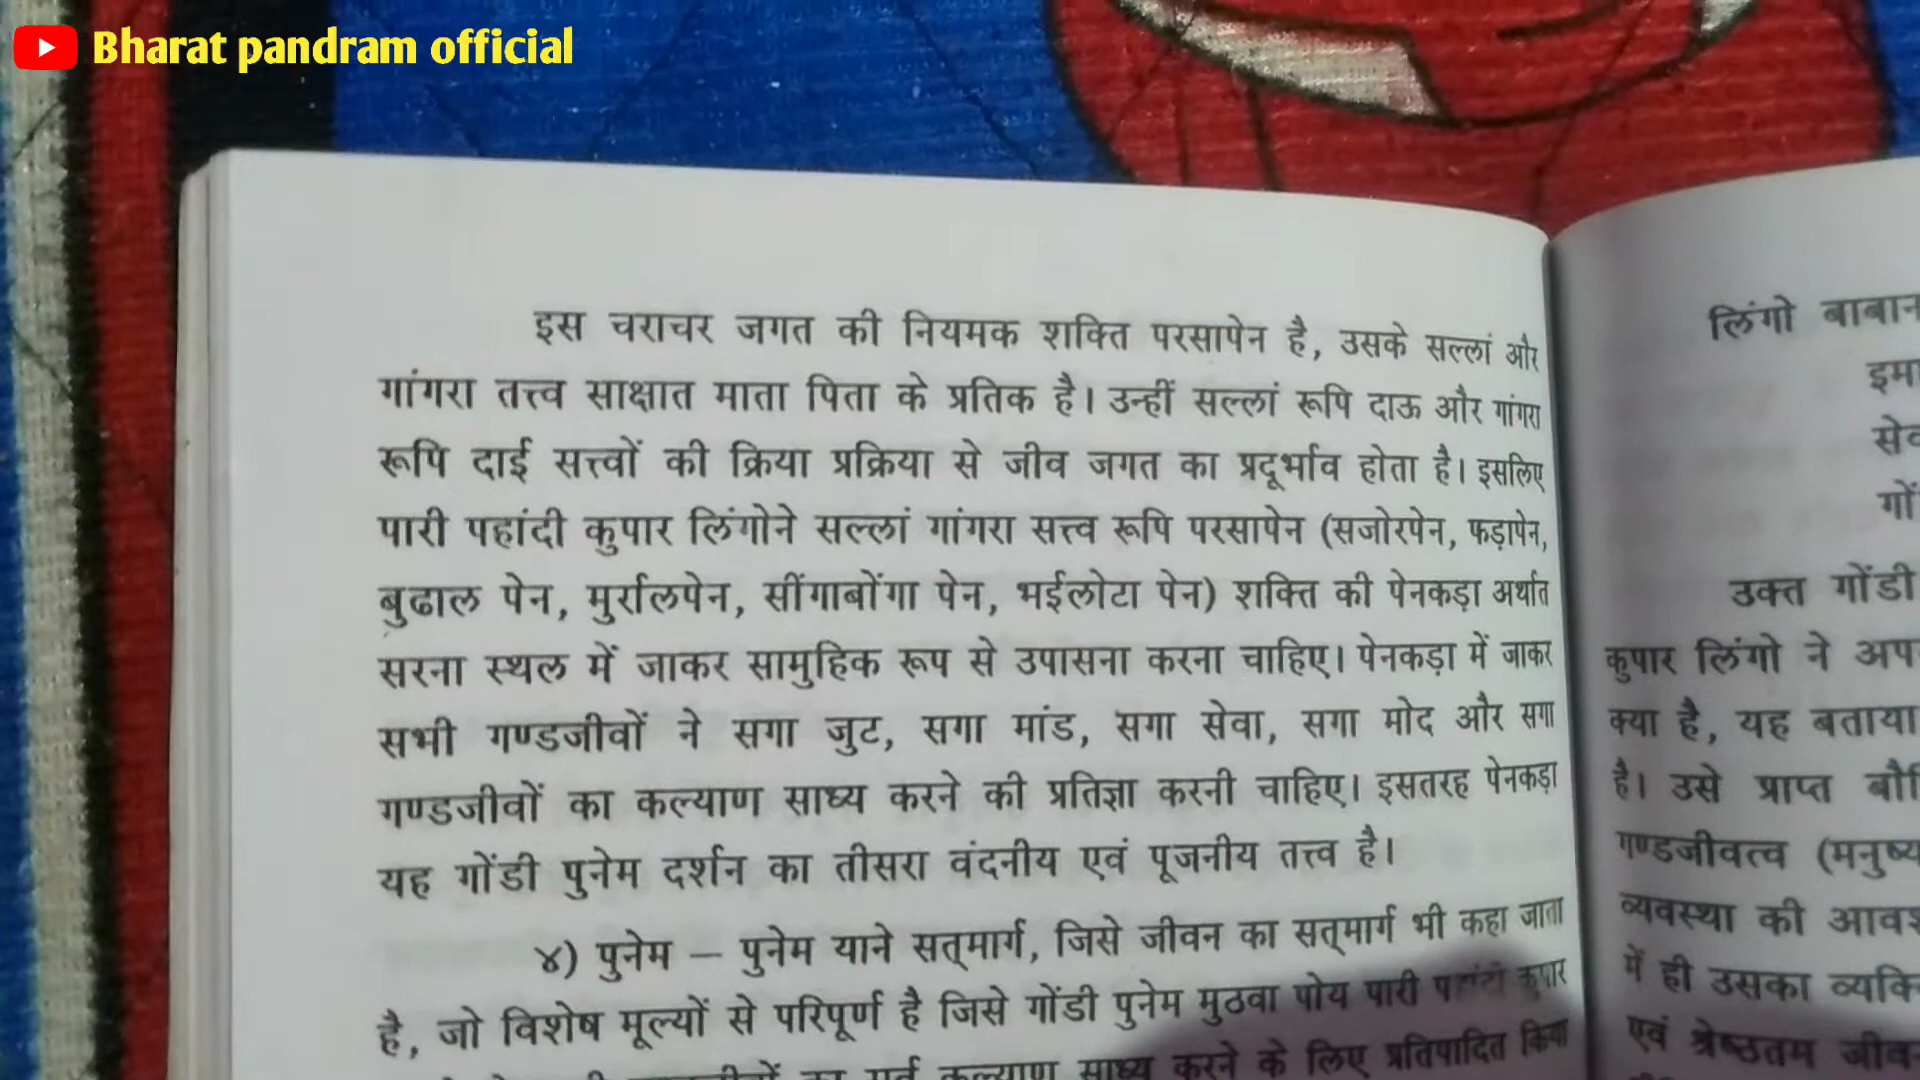 Bharat pandram official
इस चराचर जगत की नियमक शक्ति परसापेन है, उसके सल्लां और
गांगरा तत्त्व साक्षात माता पिता के प्रतिक है। उन्हीं सल्लां रूपि दाऊ और गांगरा
रूपि दाई सत्त्वों की क्रिया प्रक्रिया से जीव जगत का प्रदूर्भाव होता है। इसलिए
पारी पहांदी कुपार लिंगोने सल्लां गांगरा सत्त्व रूपि परसापेन (सजोरपेन, फड़ापेन,
बुढाल पेन, मुर्रालपेन, सींगाबोंगा पेन, भईलोटा पेन) शक्ति की पेनकड़ा अर्थात
सरना स्थल में जाकर सामुहिक रूप से उपासना करना चाहिए। पेनकड़ा में जाकर
सभी गण्डजीवों ने सगा जुट, सगा मांड, सगा सेवा, सगा मोद और सगा
गण्डजीवों का कल्याण साध्य करने की प्रतिज्ञा करनी चाहिए। इसतरह पेनकड़ा
यह गोंडी पुनेम दर्शन का तीसरा वंदनीय एवं पूजनीय तत्त्व है।
४) पुनेम – पुनेम याने सत्‌मार्ग, जिसे जीवन का सत्‌मार्ग भी कहा जाता
है, जो विशेष मूल्यों से परिपूर्ण है जिसे गोंडी पुनेम मुठवा पोय पारी कुपार
कल्याण साध्य करने के लिए प्रतिपादित किया
लिंगो
उक्त गोंडी
कुपार लिंगो ने
क्या है, यह बताया
है। उसे प्राप्त
गण्डजीवत्व
व्यवस्था की
में ही उसका
एवं श्रेष्ठतम